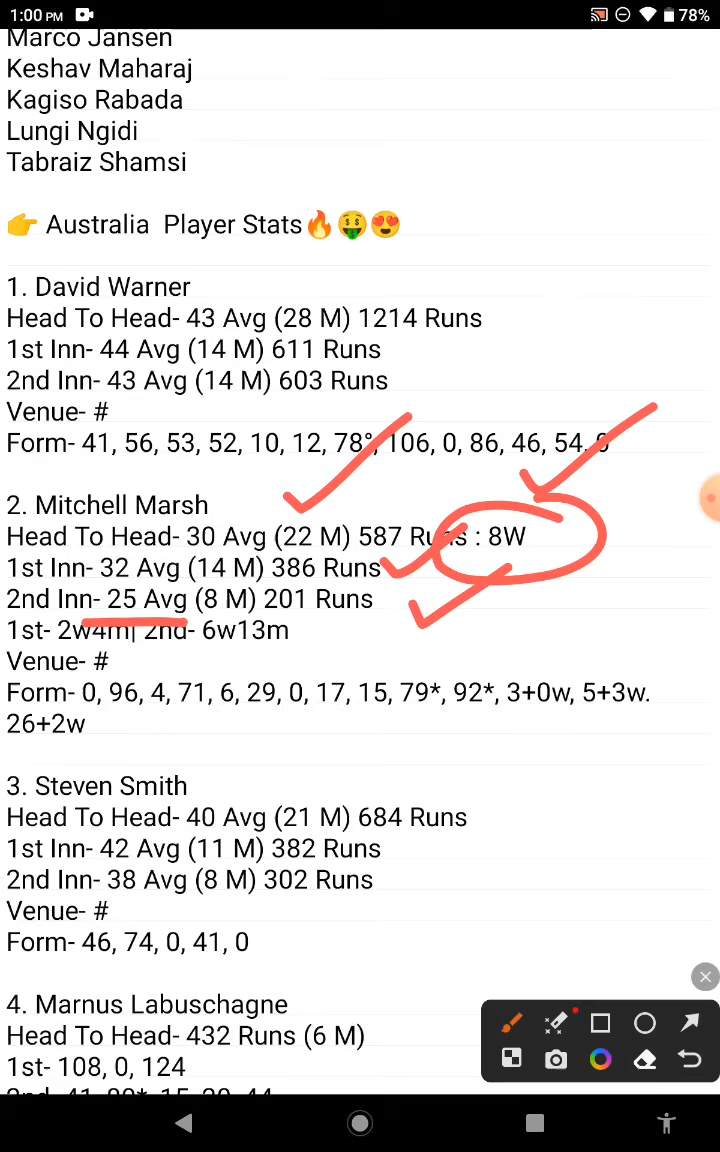 1:00 PM 78%
Marco Jansen
Keshav Maharaj
Kagiso Rabada
Lungi Ngidi
Tabraiz Shamsi
👉 Australia Player Stats🔥🤑😍
1. David Warner
Head To Head- 43 Avg (28 M) 1214 Runs
1st Inn- 44 Avg (14 M) 611 Runs
2nd Inn- 43 Avg (14 M) 603 Runs
Venue- #
Form- 41, 56, 53, 52, 10, 12, 78°, 106, 0, 86, 46, 54, 0
2. Mitchell Marsh
Head To Head- 30 Avg (22 M) 587 Runs : 8W
1st Inn- 32 Avg (14 M) 386 Runs
2nd Inn- 25 Avg (8 M) 201 Runs
1st- 2w4m| 2nd- 6w13m
Venue- #
Form- 0, 96, 4, 71, 6, 29, 0, 17, 15, 79*, 92*, 3+0w, 5+3w.
26+2w
3. Steven Smith
Head To Head- 40 Avg (21 M) 684 Runs
1st Inn- 42 Avg (11 M) 382 Runs
2nd Inn- 38 Avg (8 M) 302 Runs
Venue- #
Form- 46, 74, 0, 41, 0
4. Marnus Labuschagne
Head To Head- 432 Runs (6 M)
1st- 108, 0, 124